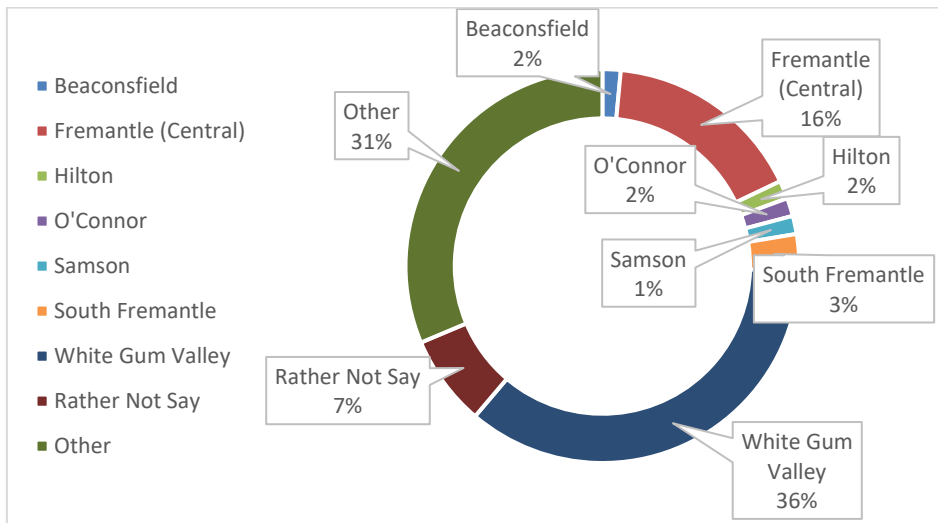 Beaconsfield
Fremantle (Central)
Hilton
O'Connor
Samson
South Fremantle
White Gum Valley
Rather Not Say
Other
Beaconsfield
2%
Fremantle
(Central)
16%
Hilton
2%
O'Connor
2%
Samson
1%
South Fremantle
3%
White Gum
Valley
36%
Rather Not Say
7%
Other
31%